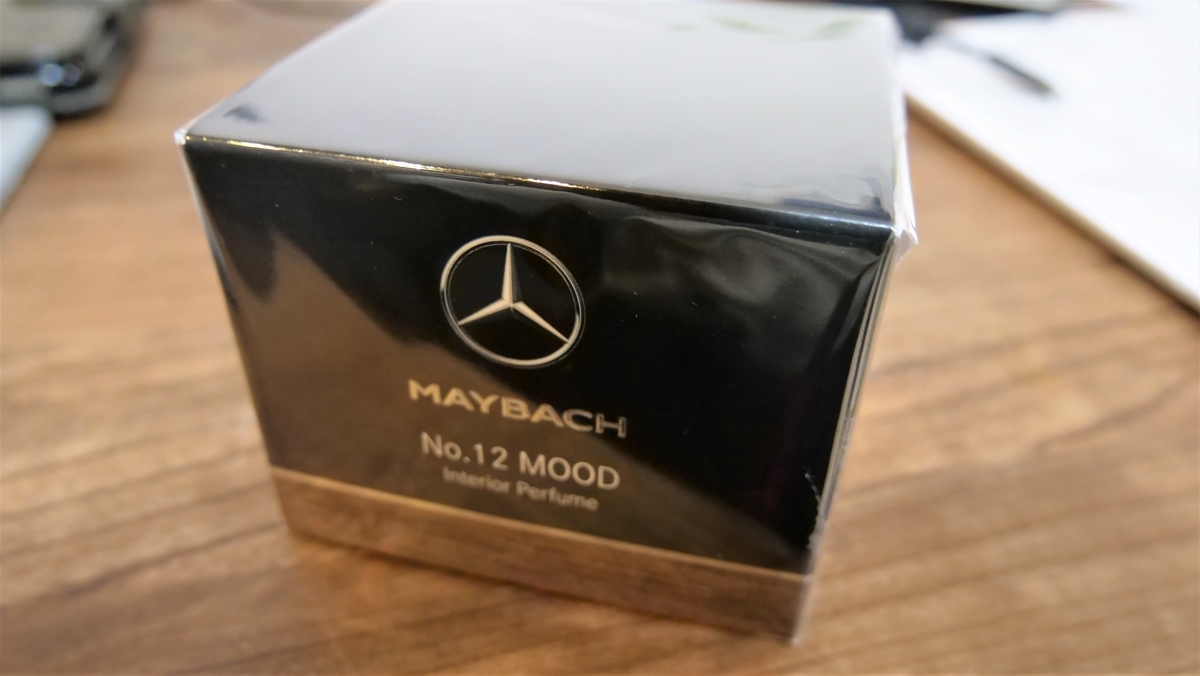 MAYBACH
No.12 MOOD
Interior Perfume